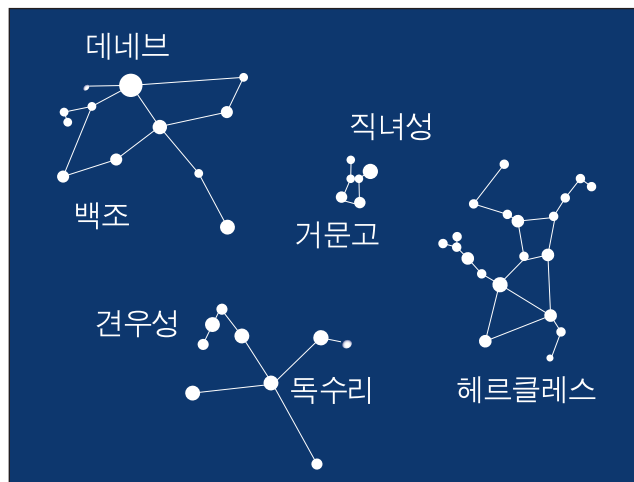 데네브
직녀성
백조
거문고
견우성
독수리
헤르클레스